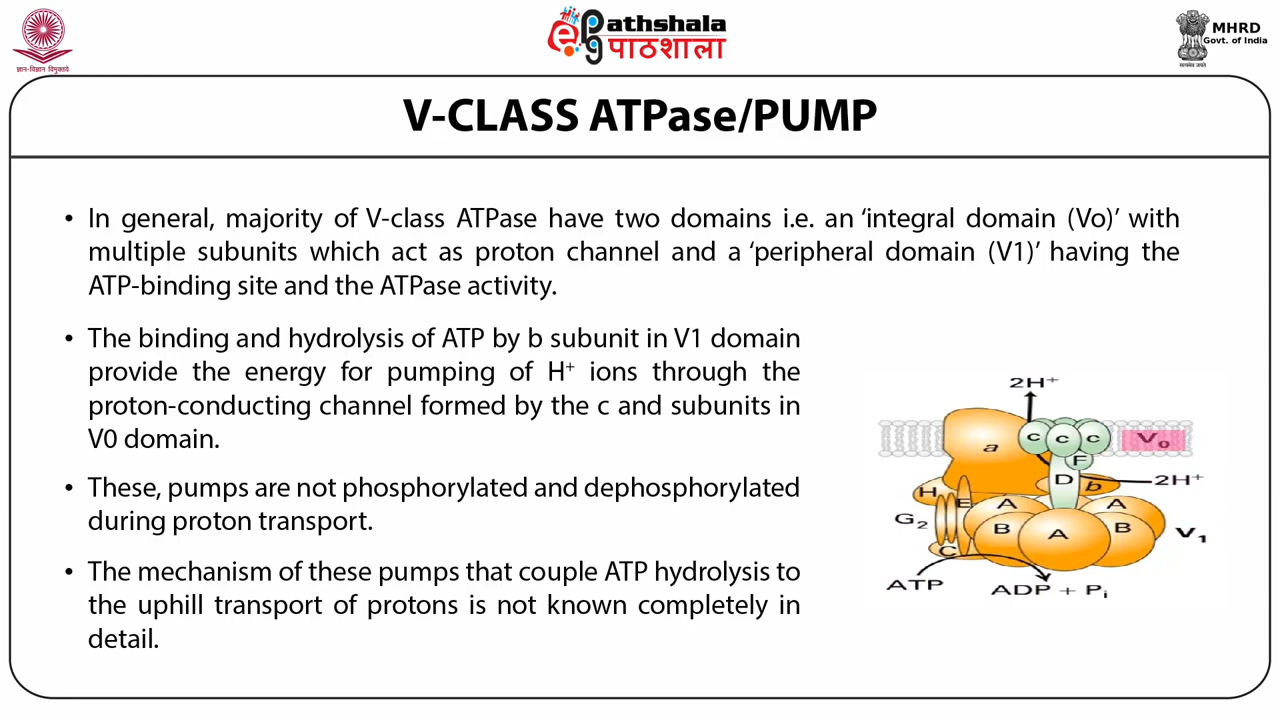 ज्ञान-विज्ञान विमुक्तये
ePathshala
पाठशाला
MHRD
Govt. of India
सत्यमेव जयते
V-CLASS ATPase/PUMP
• In general, majority of V-class ATPase have two domains i.e. an ‘integral domain (Vo)’ with
multiple subunits which act as proton channel and a ‘peripheral domain (V1)’ having the
ATP-binding site and the ATPase activity.
• The binding and hydrolysis of ATP by b subunit in V1 domain
provide the energy for pumping of H⁺ ions through the
proton-conducting channel formed by the c and subunits in
V0 domain.
• These, pumps are not phosphorylated and dephosphorylated
during proton transport.
• The mechanism of these pumps that couple ATP hydrolysis to
the uphill transport of protons is not known completely in
detail.
2H⁺
a
c c c
V₀
F
D
b
2H⁺
H
E
A A
G₂
B A B
V₁
C
ATP
ADP + Pᵢ